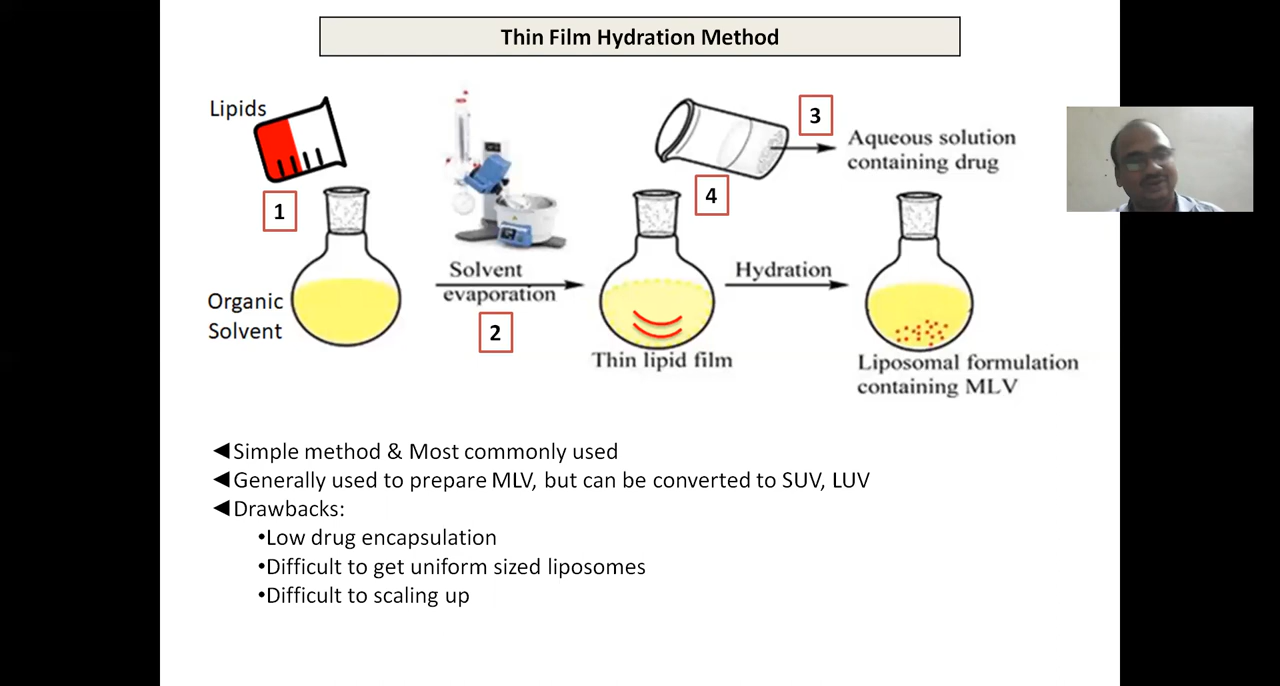 Thin Film Hydration Method
Lipids
1
Organic
Solvent
Solvent
evaporation
2
3
Aqueous solution
containing drug
4
Thin lipid film
Hydration
Liposomal formulation
containing MLV
◄Simple method & Most commonly used
◄Generally used to prepare MLV, but can be converted to SUV, LUV
◄Drawbacks:
•Low drug encapsulation
•Difficult to get uniform sized liposomes
•Difficult to scaling up